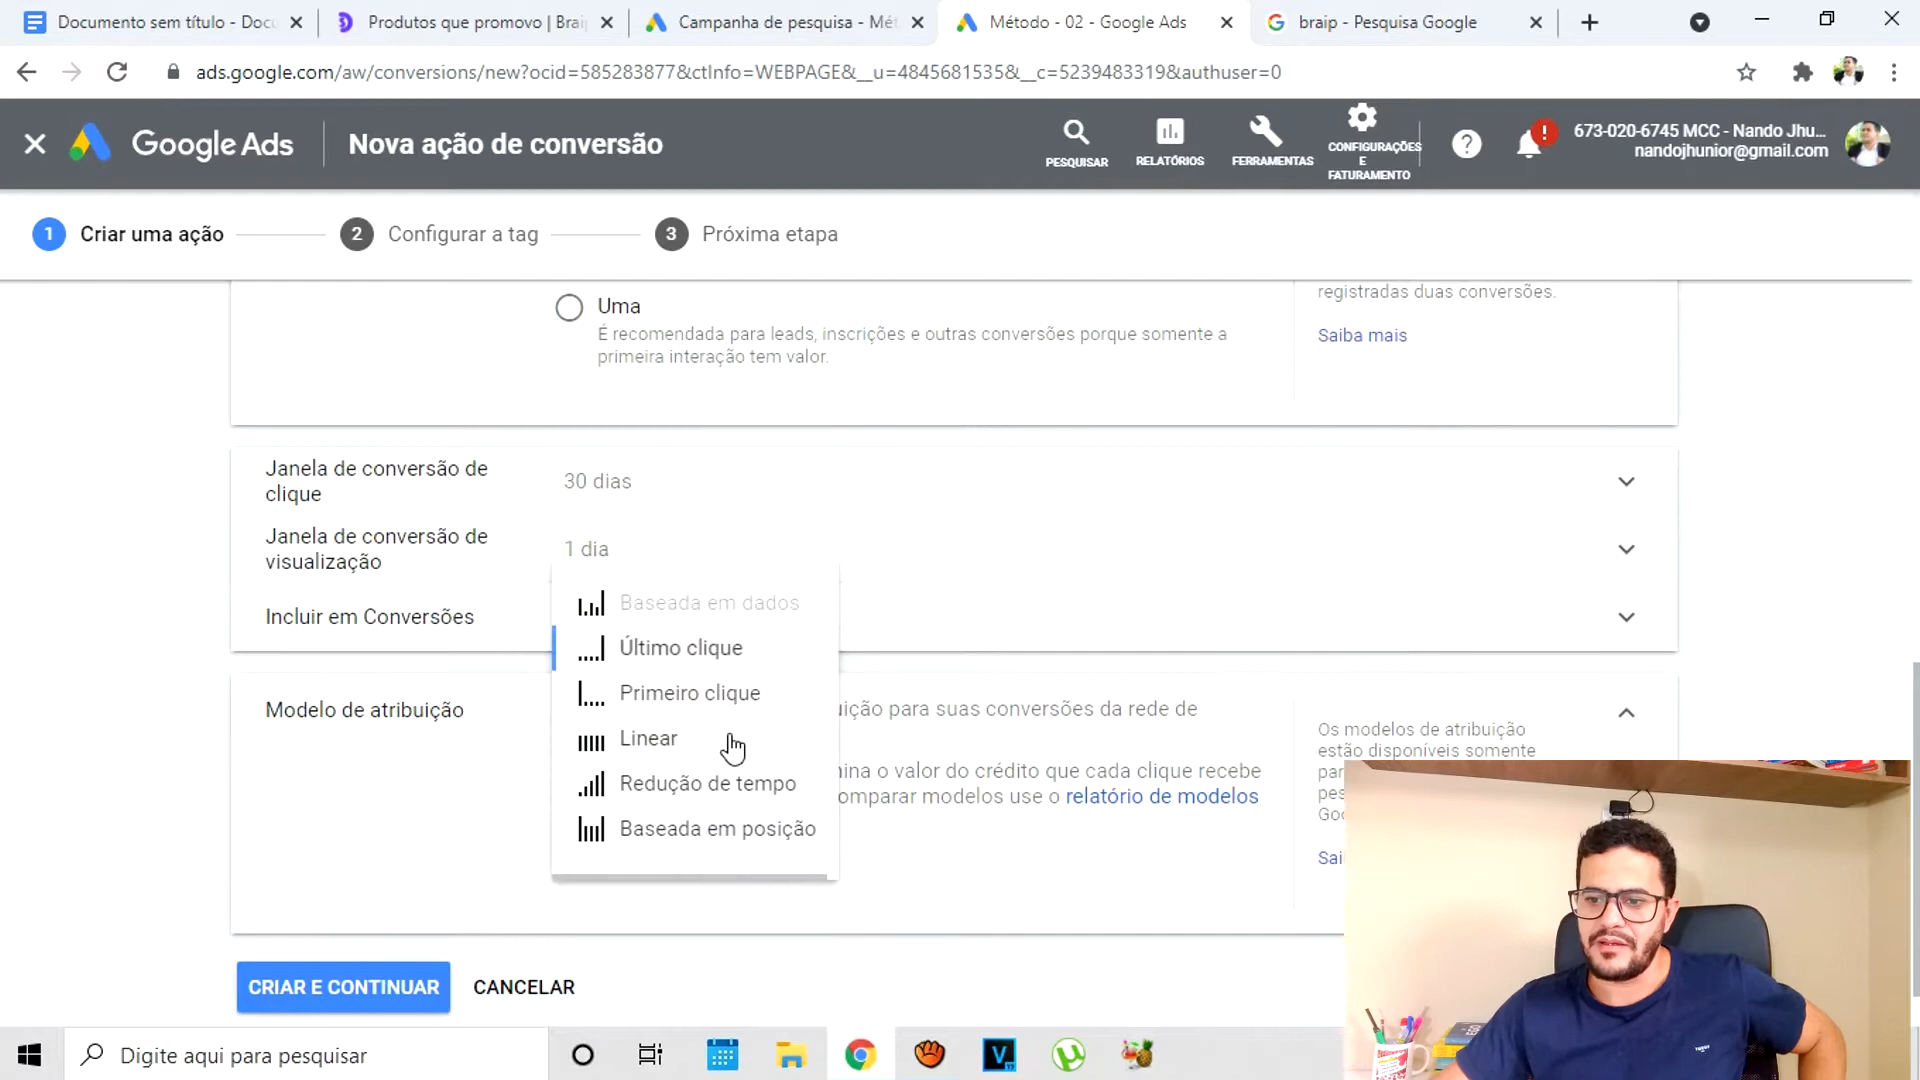 Documento sem título - Doc
Produtos que promovo | Brai
Campanha de pesquisa - Mét
Método - 02 - Google Ads
braip - Pesquisa Google
ads.google.com/aw/conversions/new?ocid=585283877&ctInfo=WEBPAGE&__u=4845681535&__c=5239483319&authuser=0
Google Ads
Nova ação de conversão
PESQUISAR
RELATÓRIOS
FERRAMENTAS
CONFIGURAÇÕES
E
FATURAMENTO
?
!
673-020-6745 MCC - Nando Jhu...
nandojhunior@gmail.com
1 Criar uma ação
2 Configurar a tag
3 Próxima etapa
Uma
É recomendada para leads, inscrições e outras conversões porque somente a
primeira interação tem valor.
registradas duas conversões.
Saiba mais
Janela de conversão de
clique
30 dias
Janela de conversão de
visualização
1 dia
Incluir em Conversões
Baseada em dados
Último clique
Primeiro clique
Linear
Redução de tempo
Baseada em posição
Modelo de atribuição
uição para suas conversões da rede de
nina o valor do crédito que cada clique recebe
omparar modelos use o relatório de modelos
Os modelos de atribuição
estão disponíveis somente
par
pes
Goo
Sai
CRIAR E CONTINUAR
CANCELAR
Digite aqui para pesquisar